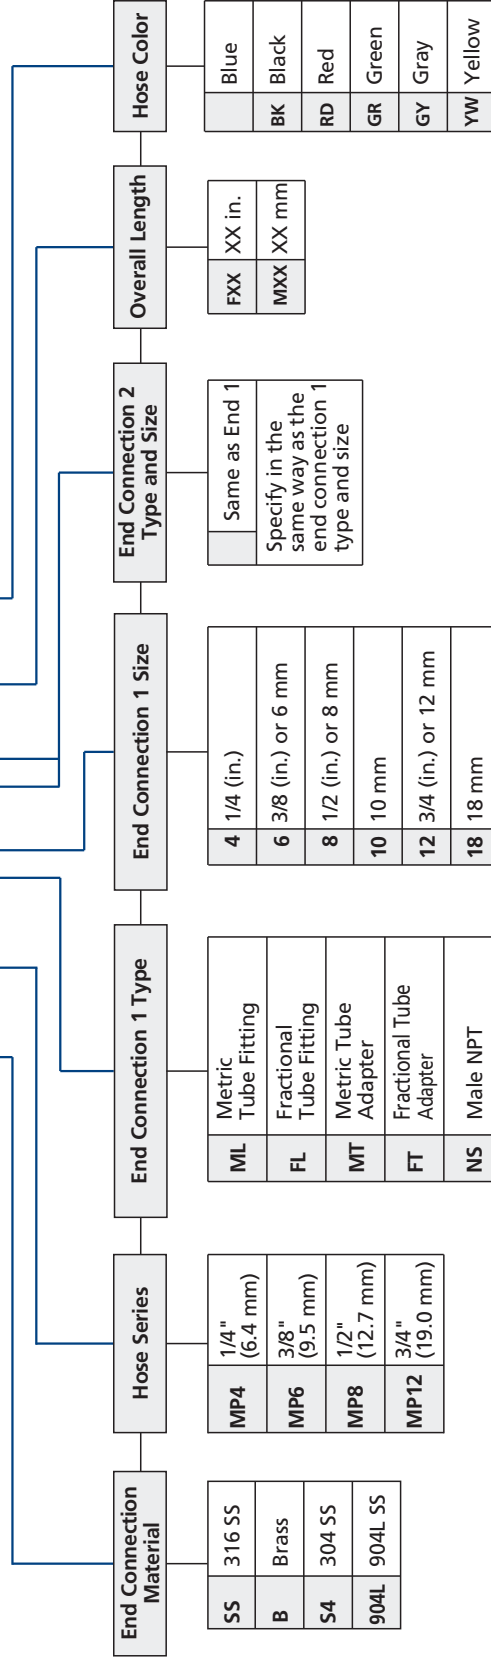 End Connection
Material
SS 316 SS
B Brass
S4 304 SS
904L 904L SS
Hose Series
MP4 1/4"
(6.4 mm)
MP6 3/8"
(9.5 mm)
MP8 1/2"
(12.7 mm)
MP12 3/4"
(19.0 mm)
End Connection 1 Type
ML Metric
Tube Fitting
FL Fractional
Tube Fitting
MT Metric Tube
Adapter
FT Fractional Tube
Adapter
NS Male NPT
End Connection 1 Size
4 1/4 (in.)
6 3/8 (in.) or 6 mm
8 1/2 (in.) or 8 mm
10 10 mm
12 3/4 (in.) or 12 mm
18 18 mm
End Connection 2
Type and Size
Same as End 1
Specify in the
same way as the
end connection 1
type and size
Overall Length
FXX XX in.
MXX XX mm
Hose Color
Blue
BK Black
RD Red
GR Green
GY Gray
YW Yellow